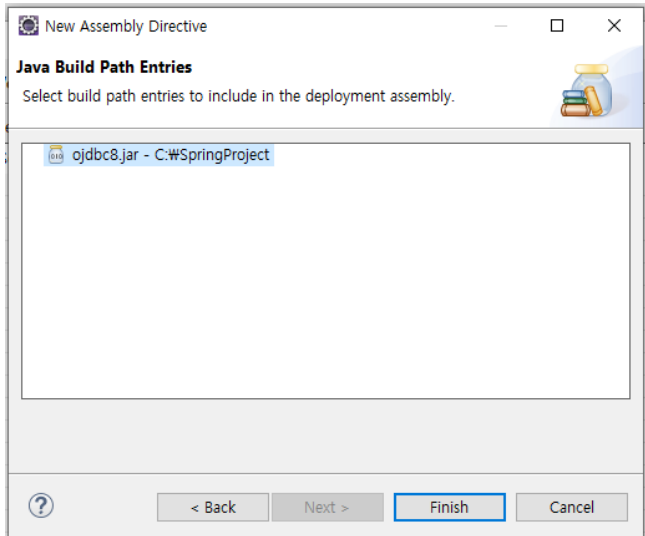 New Assembly Directive
Java Build Path Entries
Select build path entries to include in the deployment assembly.
010
ojdbc8.jar - C:₩SpringProject
?
< Back Next > Finish Cancel